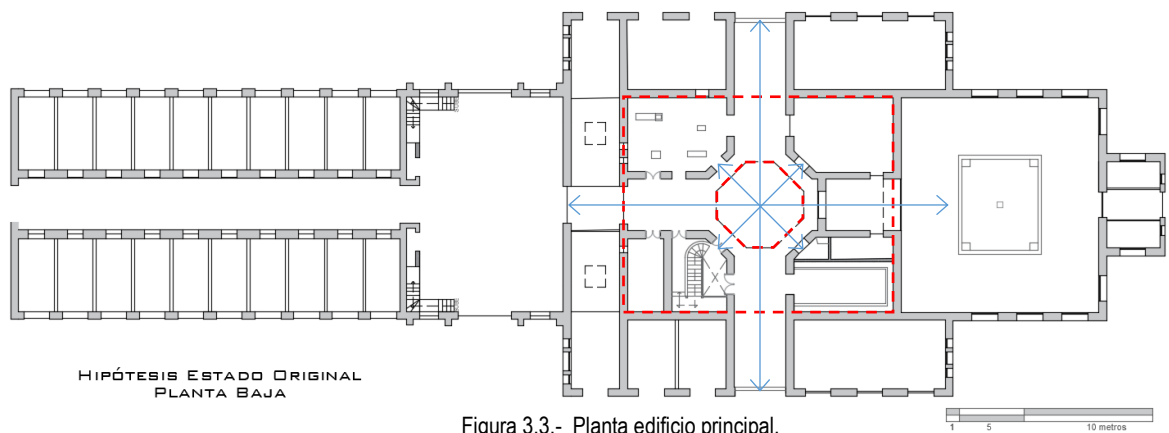 HIPÓTESIS ESTADO ORIGINAL
PLANTA BAJA
Figura 3.3.- Planta edificio principal.
1 5 10 metros